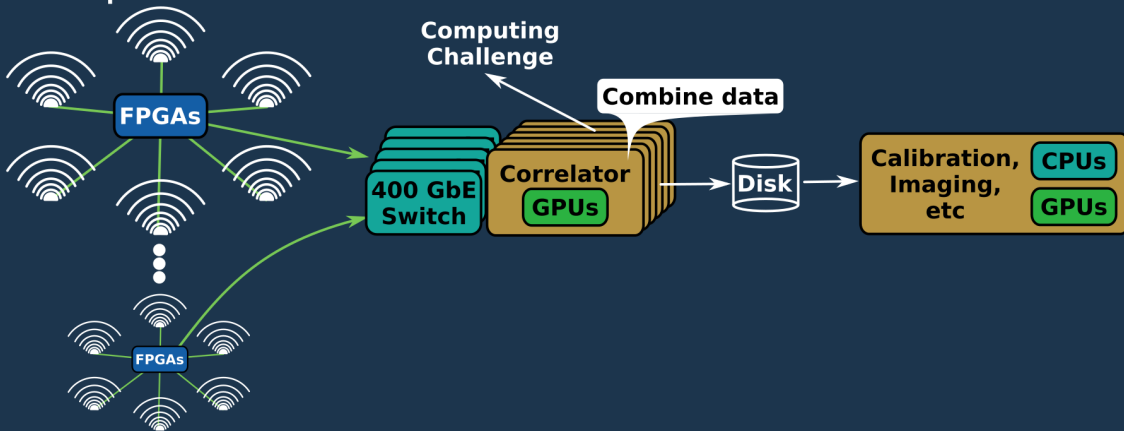 Computing
Challenge
FPGAs
Combine data
400 GbE
Switch
Correlator
GPUs
Disk
Calibration,
Imaging,
etc
CPUs
GPUs
FPGAs